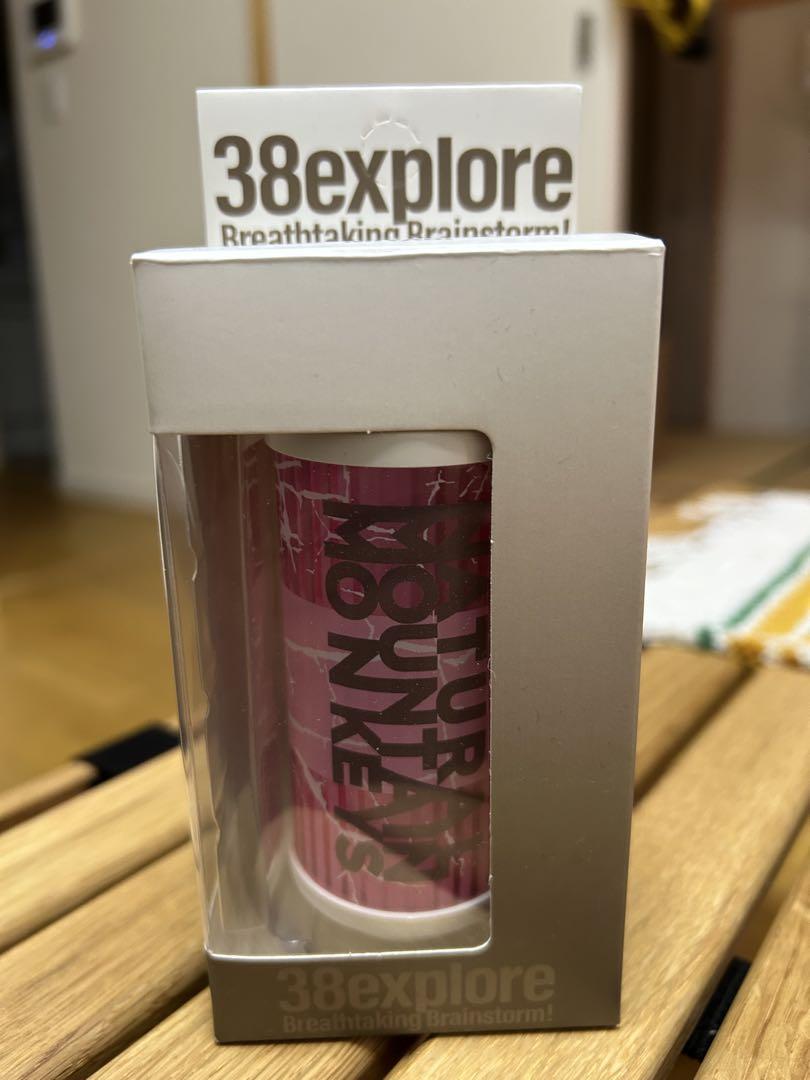 38explore
Breathtaking Brainstorm!
NATURAL
MOUNTAIN
MONKEYS
38explore
Breathtaking Brainstorm!